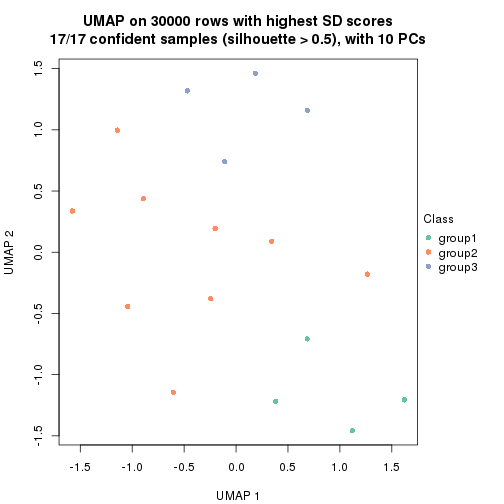 UMAP on 30000 rows with highest SD scores
17/17 confident samples (silhouette > 0.5), with 10 PCs
1.5
1.0
0.5
0.0
-0.5
-1.0
-1.5
UMAP 2
-1.5 -1.0 -0.5 0.0 0.5 1.0 1.5
UMAP 1
Class
group1
group2
group3